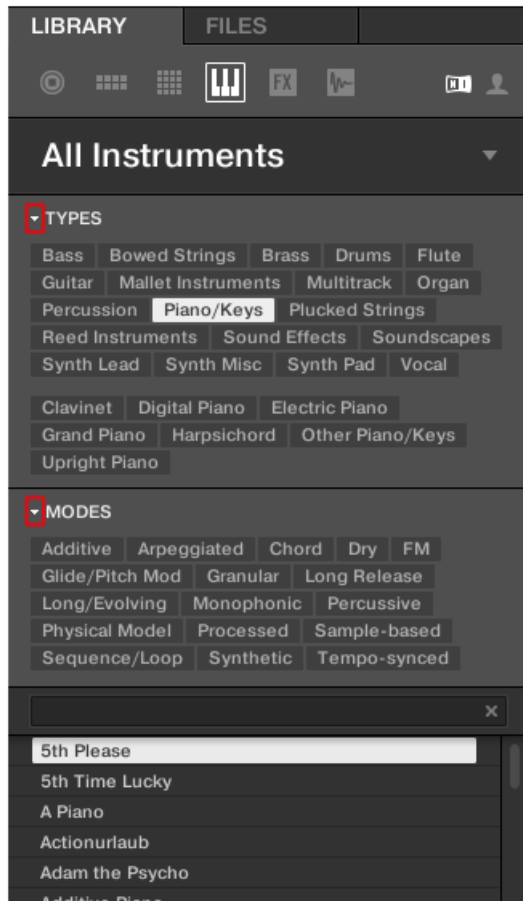 LIBRARY FILES
FX NI
All Instruments
TYPES
Bass Bowed Strings Brass Drums Flute
Guitar Mallet Instruments Multitrack Organ
Percussion Piano/Keys Plucked Strings
Reed Instruments Sound Effects Soundscapes
Synth Lead Synth Misc Synth Pad Vocal
Clavinet Digital Piano Electric Piano
Grand Piano Harpsichord Other Piano/Keys
Upright Piano
MODES
Additive Arpeggiated Chord Dry FM
Glide/Pitch Mod Granular Long Release
Long/Evolving Monophonic Percussive
Physical Model Processed Sample-based
Sequence/Loop Synthetic Tempo-synced
5th Please
5th Time Lucky
A Piano
Actionurlaub
Adam the Psycho
Additive Piano